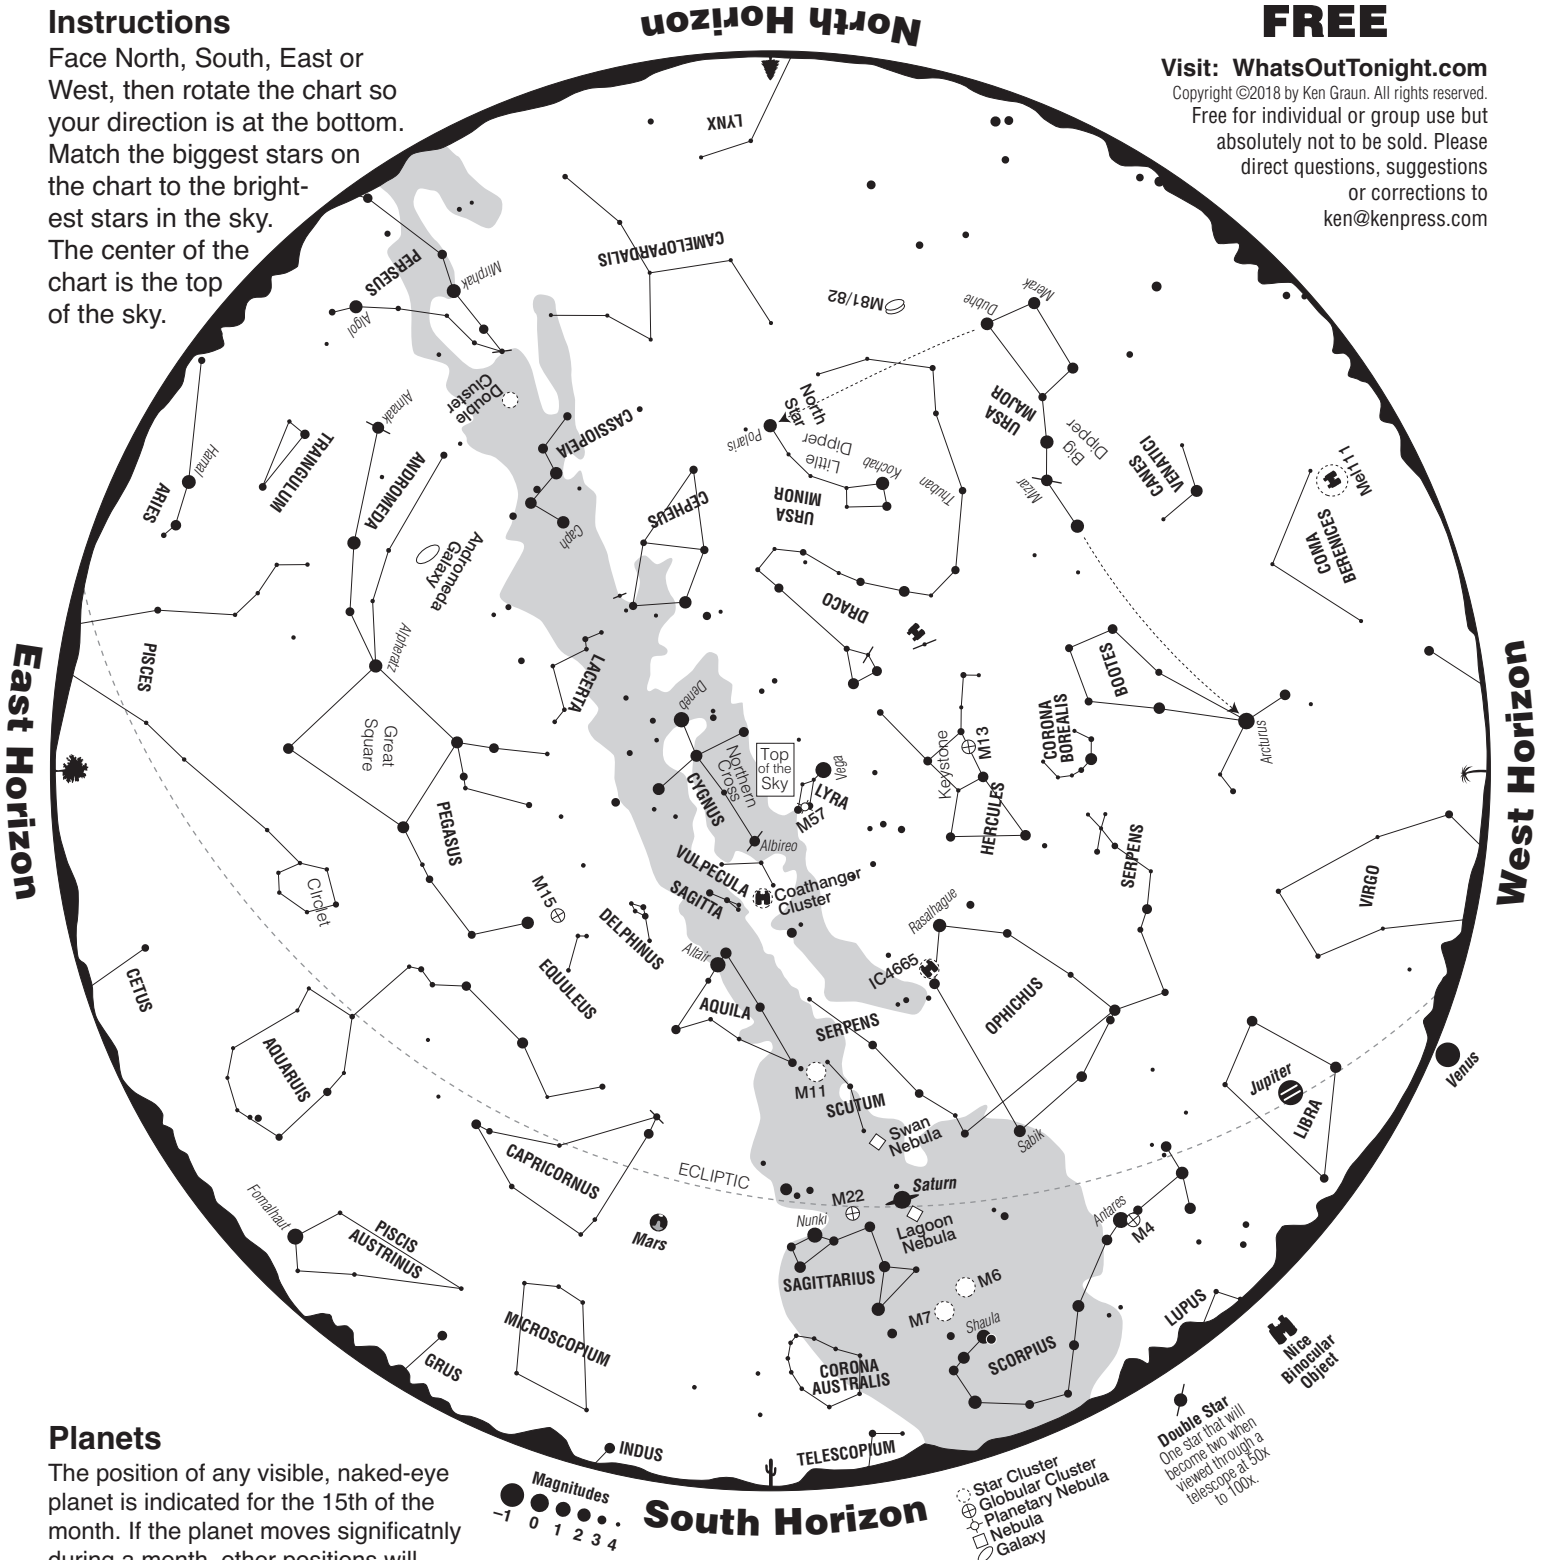 Instructions
Face North, South, East or
West, then rotate the chart so
your direction is at the bottom.
Match the biggest stars on
the chart to the bright-
est stars in the sky.
The center of the
chart is the top
of the sky.
North Horizon
FREE
Visit: WhatsOutTonight.com
Copyright ©2018 by Ken Graun. All rights reserved.
Free for individual or group use but
absolutely not to be sold. Please
direct questions, suggestions
or corrections to
ken@kenpress.com
LYNX
CAMELOPARDALIS
PERSEUS
Mirphak
Algol
M81/82
Dubhe
Merak
Double
Cluster
CASSIOPEIA
Caph
North
Star
Polaris
Little
Dipper
Kochab
URSA
MINOR
Thuban
URSA
MAJOR
Big
Dipper
Mizar
CANES
VENATICI
Mel111
COMA
BERENICES
Almaak
TRAINGULUM
Hamal
ARIES
ANDROMEDA
Andromeda
Galaxy
CEPHEUS
DRACO
Alpheratz
LACERTA
PISCES
East Horizon
West Horizon
Great
Square
Deneb
Northern
Cross
CYGNUS
Top
of the
Sky
Vega
LYRA
M57
Albireo
Keystone
M13
HERCULES
CORONA
BOREALIS
BOOTES
Arcturus
PEGASUS
VULPECULA
SAGITTA
Coathanger
Cluster
SERPENS
VIRGO
CIrclet
M15
DELPHINUS
EQUULEUS
Altair
AQUILA
Rasalhague
IC4665
OPHICHUS
SERPENS
CETUS
AQUARUIS
M11
SCUTUM
Swan
Nebula
Sabik
Jupiter
LIBRA
Venus
CAPRICORNUS
ECLIPTIC
M22
Saturn
Nunki
Lagoon
Nebula
Antares
M4
Fomalhaut
PISCIS
AUSTRINUS
Mars
SAGITTARIUS
M6
M7
Shaula
SCORPIUS
LUPUS
MICROSCOPIUM
GRUS
CORONA
AUSTRALIS
INDUS
TELESCOPIUM
Nice
Binocular
Object
Double Star
One star that will
become two when
viewed through a
telescope at 50x
to 100x.
Planets
The position of any visible, naked-eye
planet is indicated for the 15th of the
month. If the planet moves significatnly
during a month, other positions will
Magnitudes
–1 0 1 2 3 4
South Horizon
Star Cluster
Globular Cluster
Planetary Nebula
Nebula
Galaxy